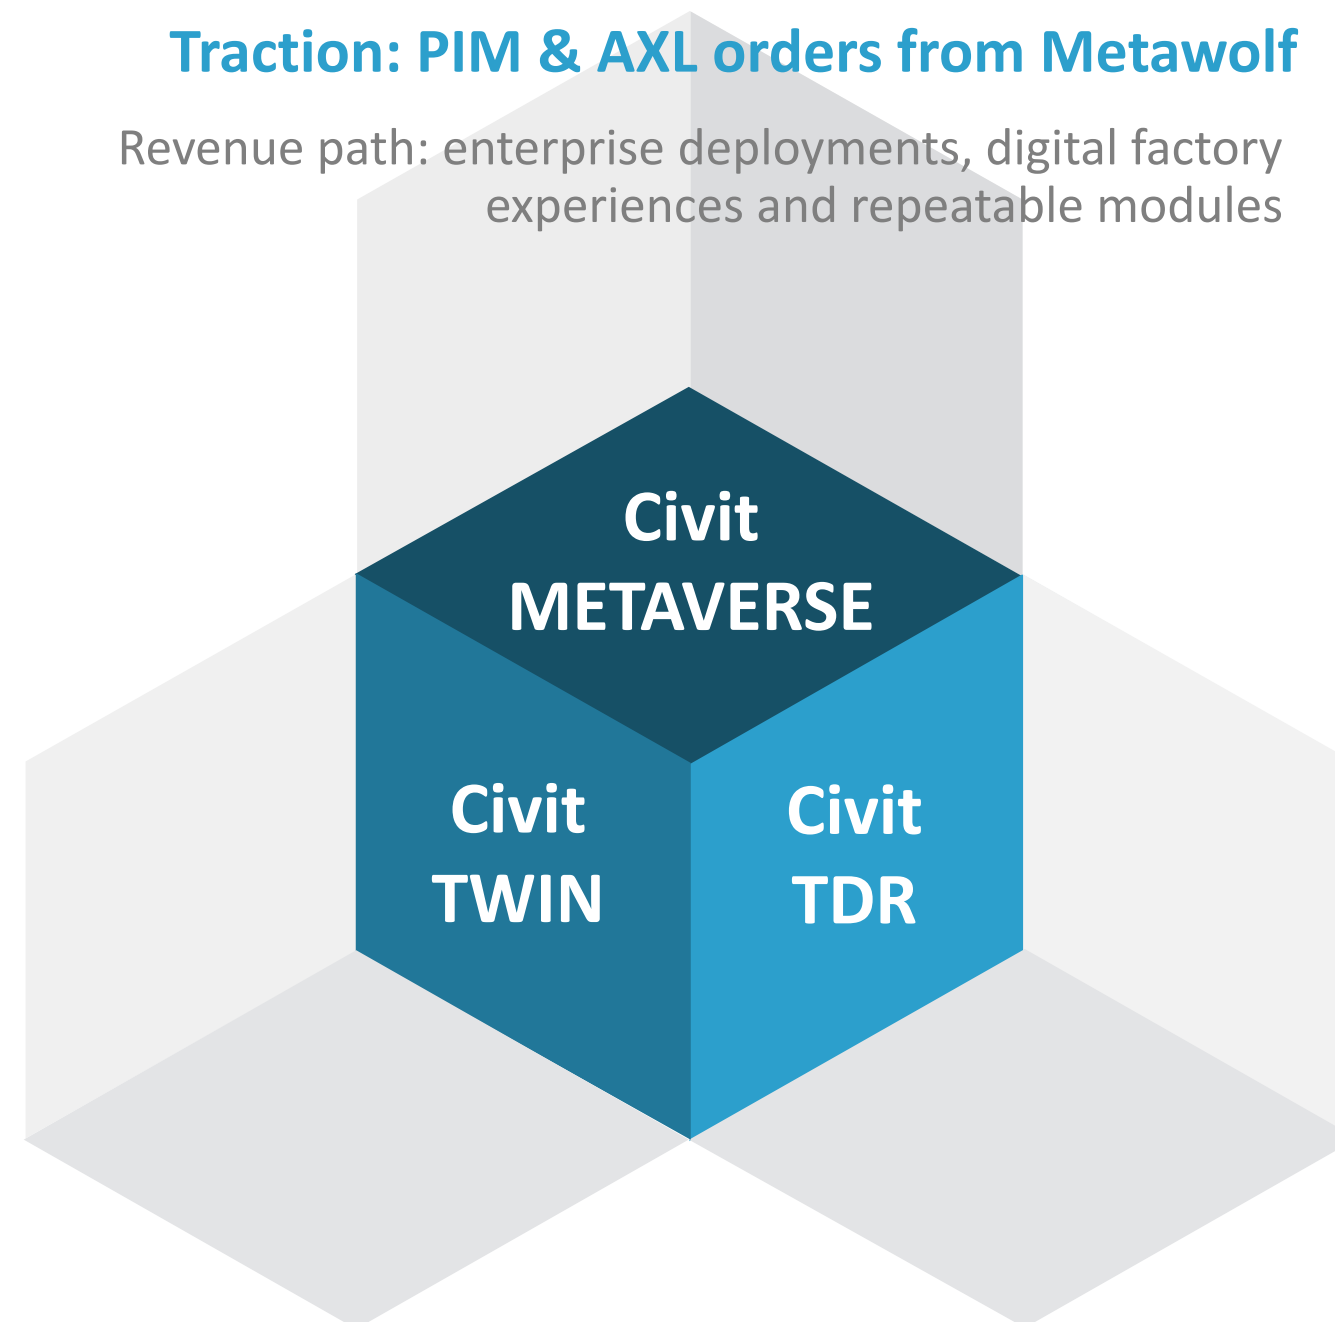 Traction: PIM & AXL orders from Metawolf
Revenue path: enterprise deployments, digital factory
experiences and repeatable modules
Civit
METAVERSE
Civit
TWIN
Civit
TDR